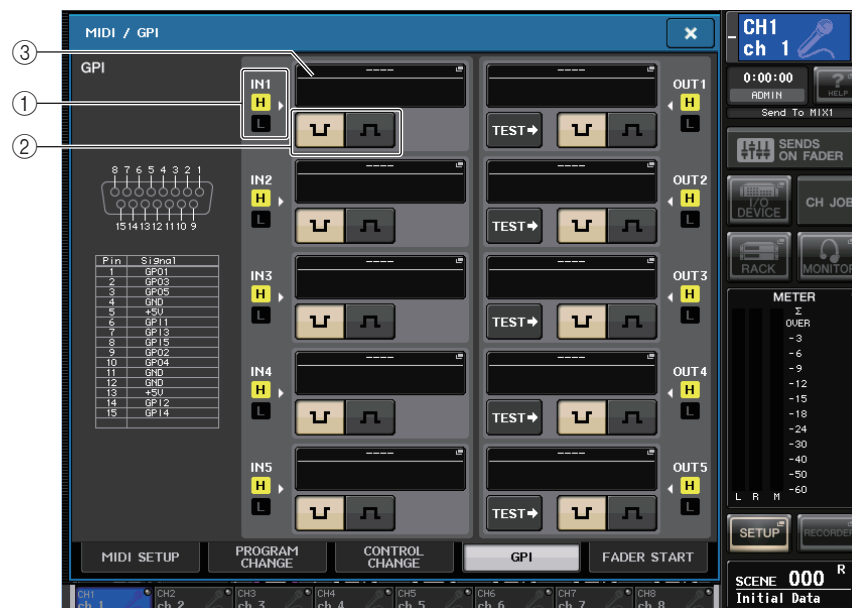 MIDI / GPI
GPI
③
①
②
IN1
H
L
----
----
TEST
OUT1
H
L
8 7 6 5 4 3 2 1
15 14 13 12 11 10 9
IN2
H
L
----
----
TEST
OUT2
H
L
Pin Signal
1 GPO1
2 GPO3
3 GPO5
4 GND
5 +5V
6 GPI1
7 GPI3
8 GPI5
9 GPO2
10 GPO4
11 GND
12 GND
13 +5V
14 GPI2
15 GPI4
IN3
H
L
----
----
TEST
OUT3
H
L
IN4
H
L
----
----
TEST
OUT4
H
L
IN5
H
L
----
----
TEST
OUT5
H
L
MIDI SETUP
PROGRAM
CHANGE
CONTROL
CHANGE
GPI
FADER START
CH1
ch 1
0:00:00
ADMIN
?
HELP
Send To MIX1
SENDS
ON FADER
I/O
DEVICE
CH JOB
RACK
MONITOR
METER
Σ
OVER
-3
-6
-9
-12
-15
-18
-24
-30
-40
-50
-60
L R M
SETUP
RECORDER
SCENE 000 R
Initial Data
CH1
ch 1
CH2
ch 2
CH3
ch 3
CH4
ch 4
CH5
ch 5
CH6
ch 6
CH7
ch 7
CH8
ch 8